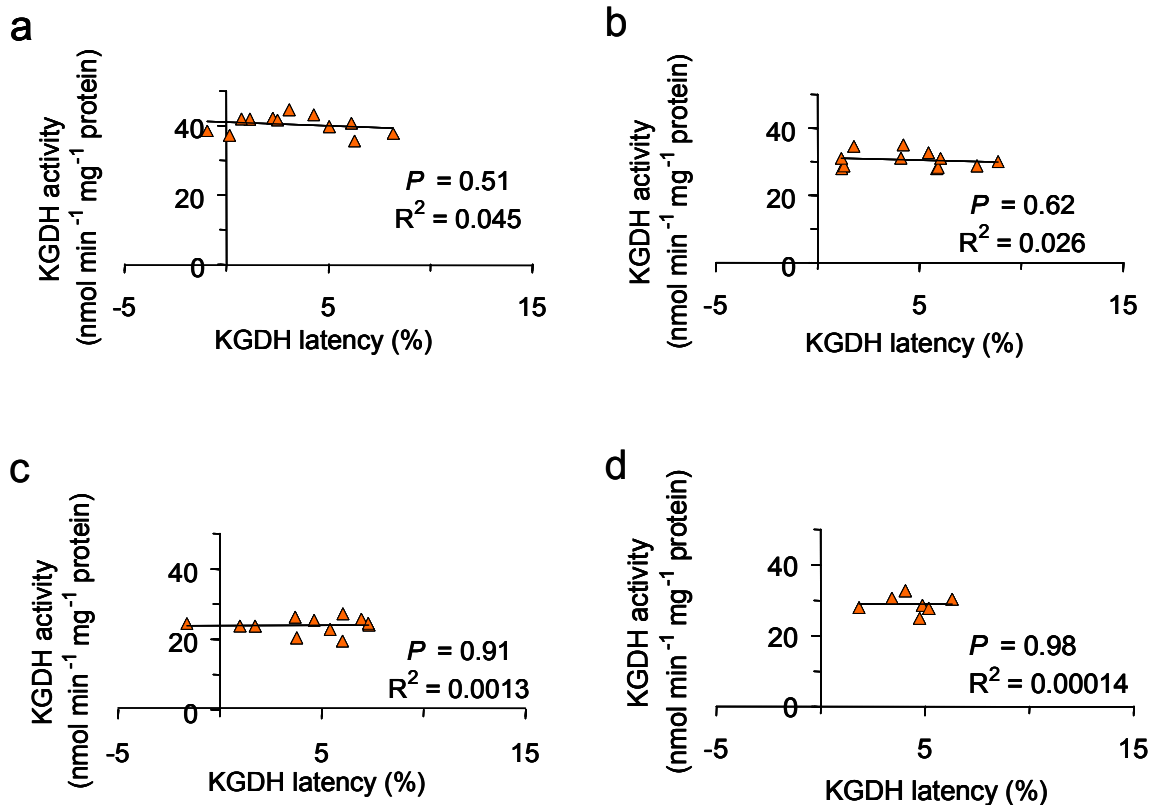 a
KGDH activity
(nmol min⁻¹ mg⁻¹ protein)
40
20
0
P = 0.51
R² = 0.045
-5
5
15
KGDH latency (%)
b
KGDH activity
(nmol min⁻¹ mg⁻¹ protein)
40
20
0
P = 0.62
R² = 0.026
-5
5
15
KGDH latency (%)
c
KGDH activity
(nmol min⁻¹ mg⁻¹ protein)
40
20
0
P = 0.91
R² = 0.0013
-5
5
15
KGDH latency (%)
d
KGDH activity
(nmol min⁻¹ mg⁻¹ protein)
40
20
0
P = 0.98
R² = 0.00014
-5
5
15
KGDH latency (%)